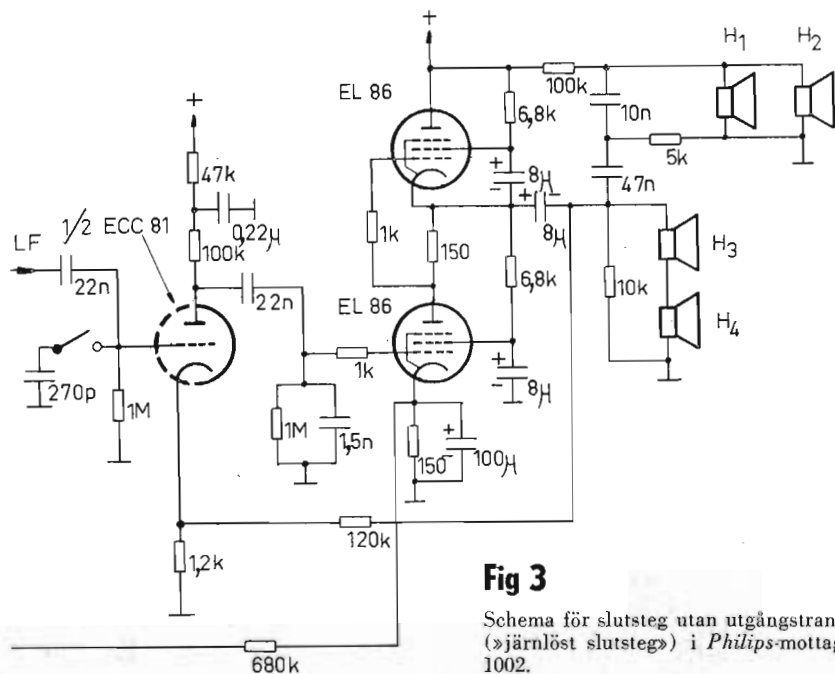 +
+
H1
H2
EL 86
100k
6,8k
10n
5k
47k
+
-
8μ
+
-
47n
1/2 ECC 81
0,22μ
8μ
LF
1k
150
100k
H3
22n
22n
6,8k
10k
EL 86
H4
1k
+
-
8μ
270p
1M
1M
1,5n
150
+
-
100μ
120k
1,2k
680k
Fig 3
Schema för slutsteg utan utgångstran
(»järnlöst slutsteg») i Philips-mottag
1002.